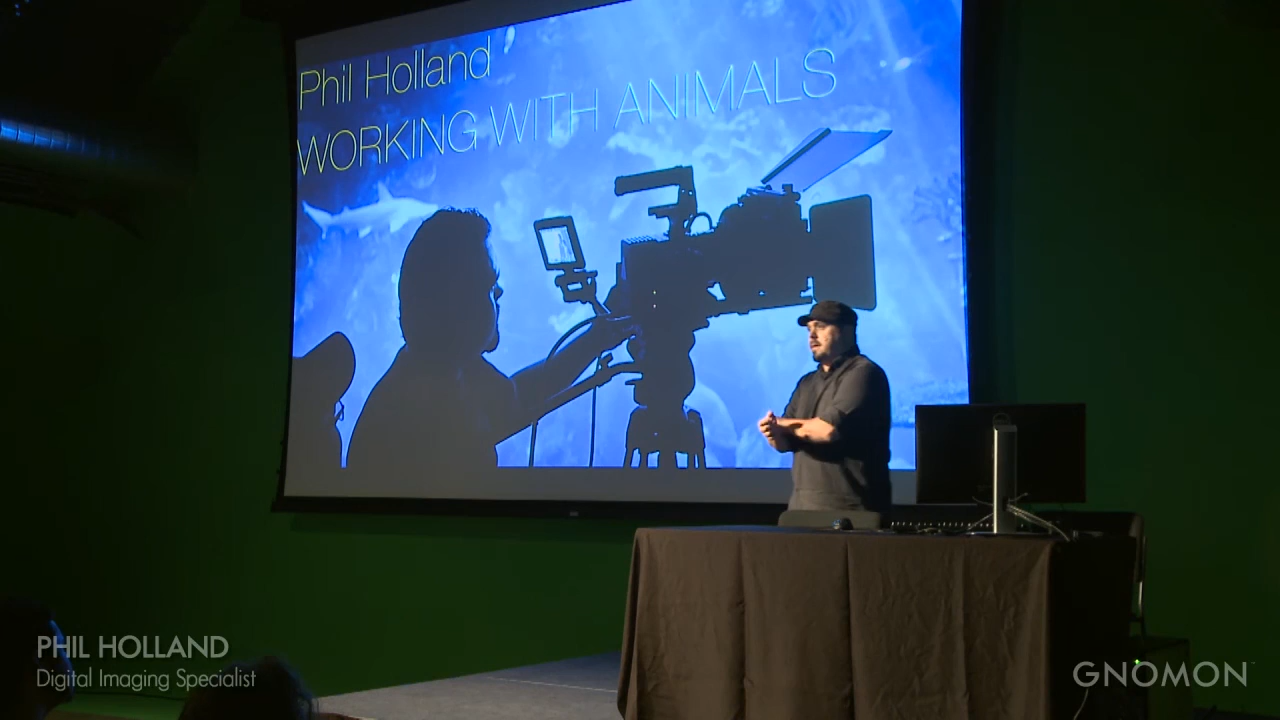 Phil Holland
WORKING WITH ANIMALS
PHIL HOLLAND
Digital Imaging Specialist
GNOMON